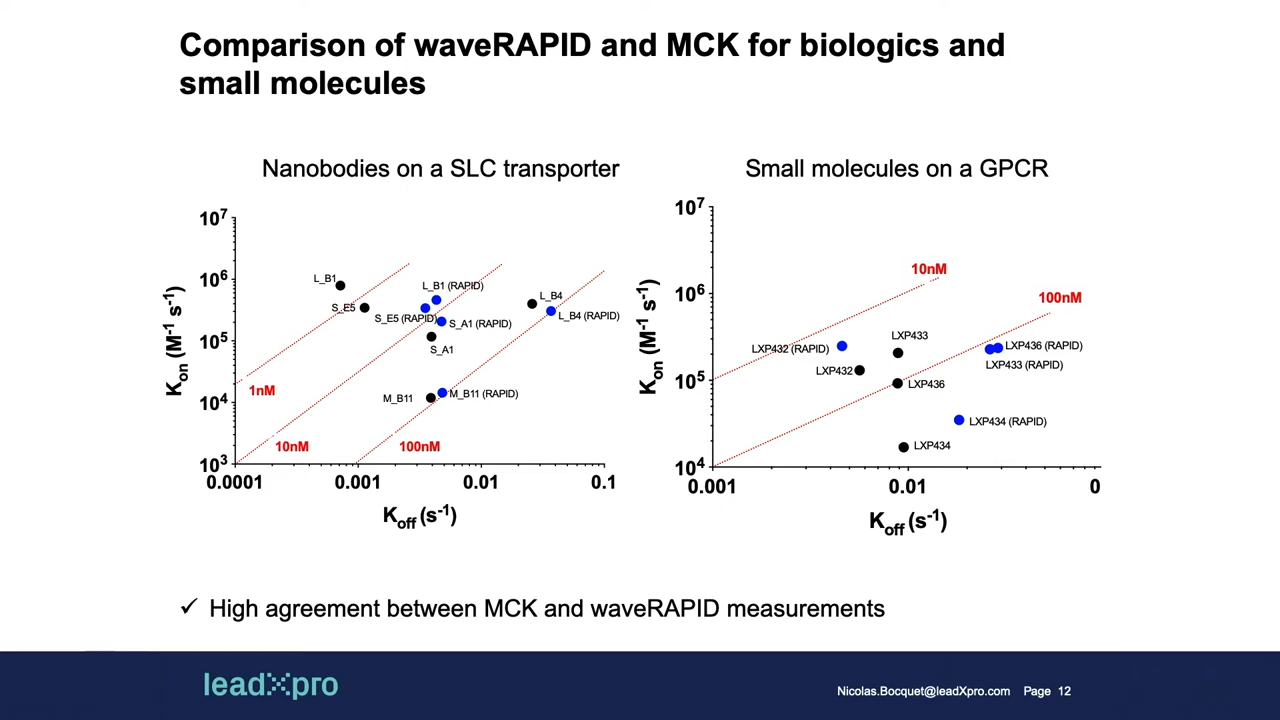 Comparison of waveRAPID and MCK for biologics and
small molecules
Nanobodies on a SLC transporter
10⁷
10⁶
10⁵
10⁴
10³
Kon (M⁻¹ s⁻¹)
L_B1
S_E5
L_B1 (RAPID)
S_E5 (RAPID)
S_A1 (RAPID)
S_A1
L_B4
L_B4 (RAPID)
M_B11
M_B11 (RAPID)
1nM
10nM
100nM
0.0001
0.001
0.01
0.1
Koff (s⁻¹)
Small molecules on a GPCR
10⁷
10⁶
10⁵
10⁴
Kon (M⁻¹ s⁻¹)
10nM
100nM
LXP433
LXP432 (RAPID)
LXP436 (RAPID)
LXP433 (RAPID)
LXP432
LXP436
LXP434 (RAPID)
LXP434
0.001
0.01
0
Koff (s⁻¹)
✓ High agreement between MCK and waveRAPID measurements
leadXpro
Nicolas.Bocquet@leadXpro.com Page 12